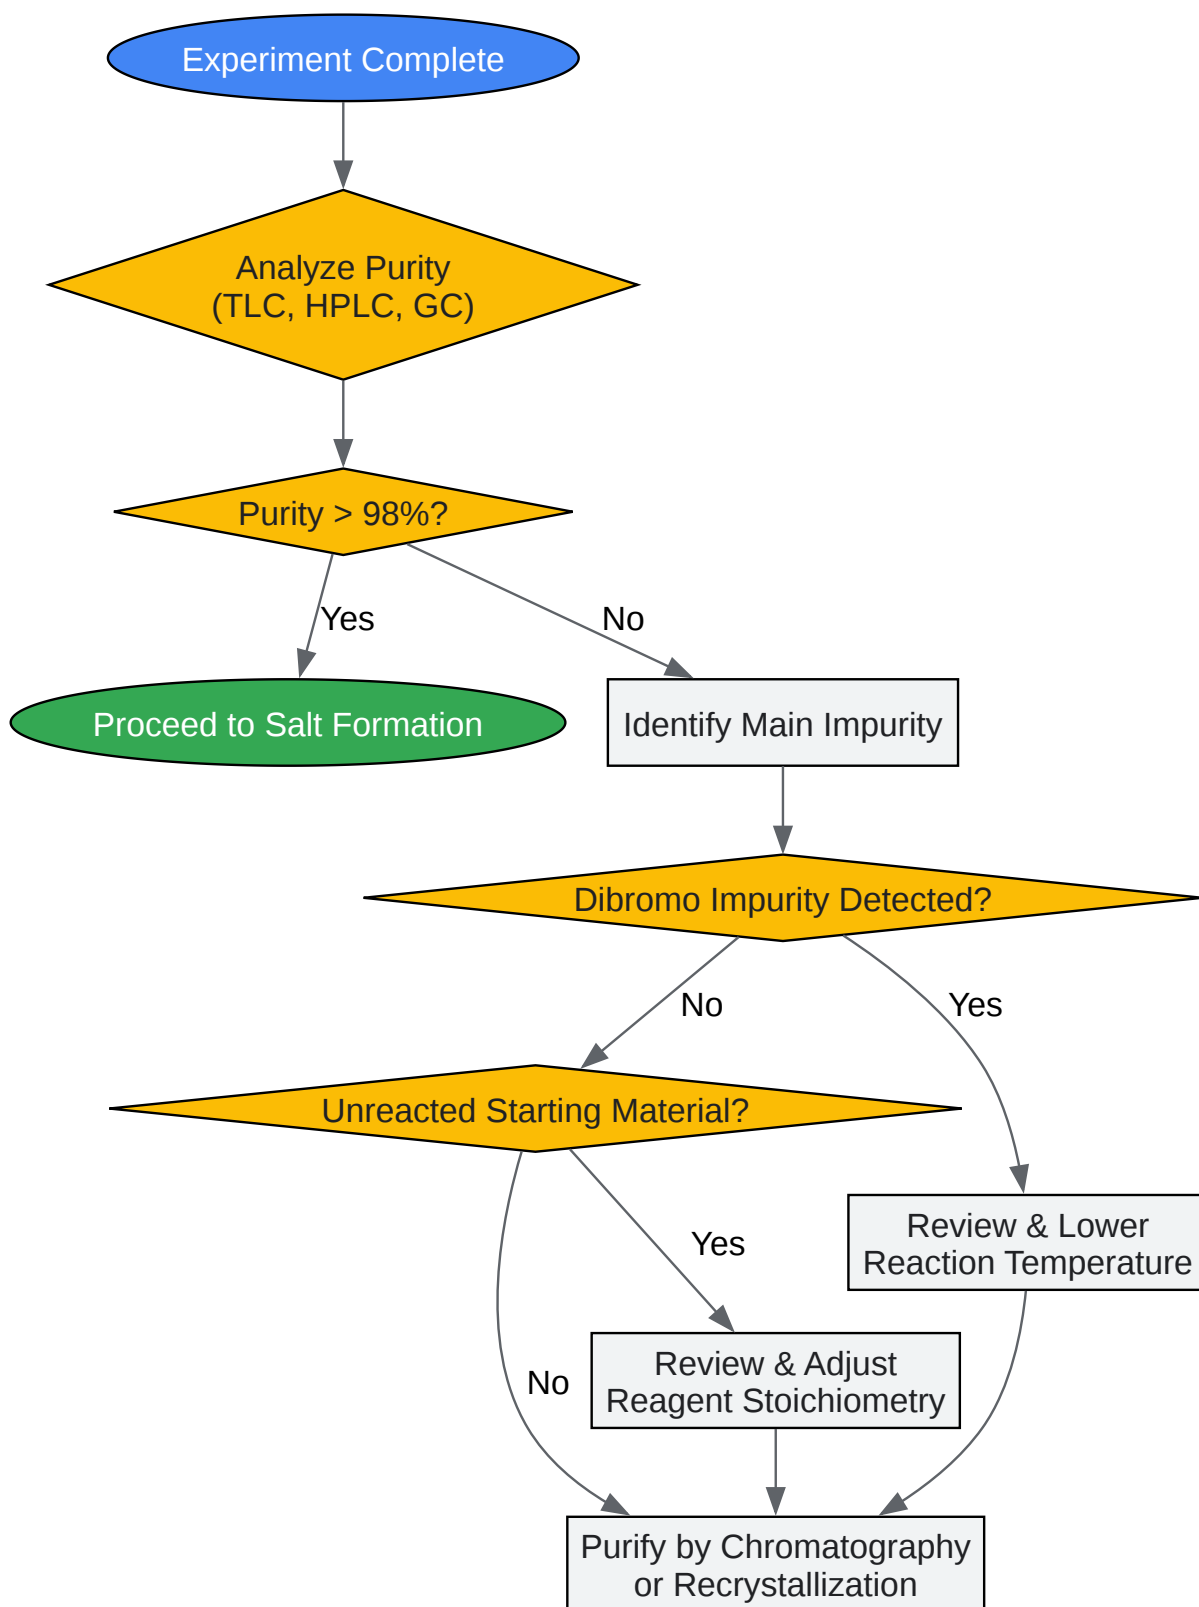 Experiment Complete
Analyze Purity
(TLC, HPLC, GC)
Purity > 98%?
Yes
No
Proceed to Salt Formation
Identify Main Impurity
Dibromo Impurity Detected?
No
Yes
Unreacted Starting Material?
Review & Lower
Reaction Temperature
Yes
No
Review & Adjust
Reagent Stoichiometry
Purify by Chromatography
or Recrystallization